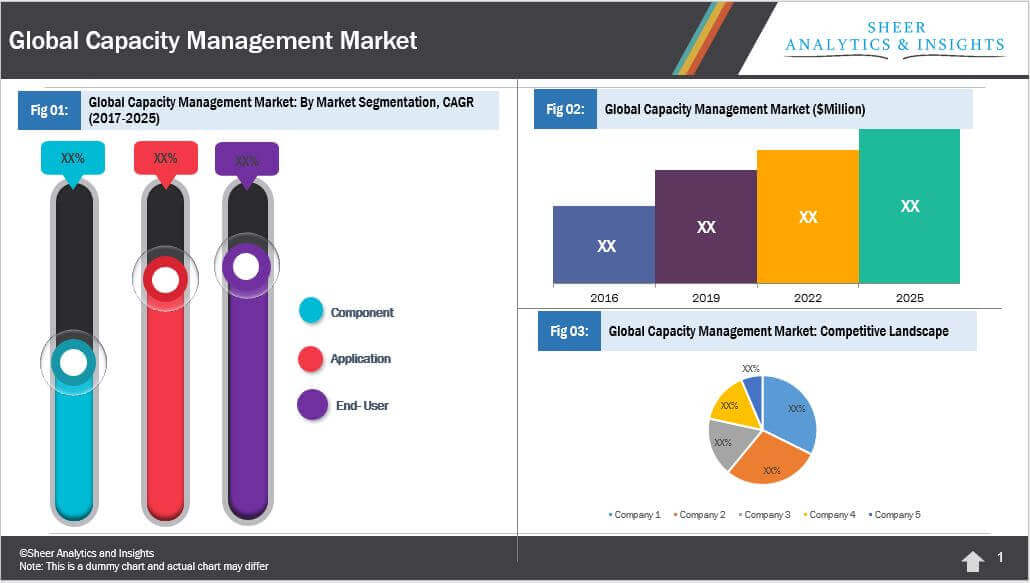 Global Capacity Management Market
SHEER
ANALYTICS & INSIGHTS
Fig 01:
Global Capacity Management Market: By Market Segmentation, CAGR
(2017-2025)
XX%
XX%
XX%
Component
Application
End- User
Fig 02:
Global Capacity Management Market ($Million)
XX
XX
XX
XX
2016
2019
2022
2025
Fig 03:
Global Capacity Management Market: Competitive Landscape
XX%
XX%
XX%
XX%
XX%
Company 1
Company 2
Company 3
Company 4
Company 5
©Sheer Analytics and Insights
Note: This is a dummy chart and actual chart may differ
1